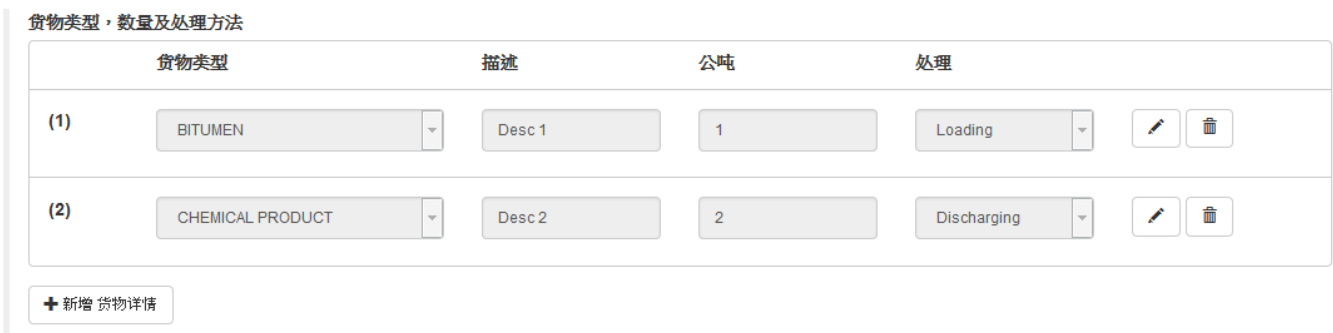 货物类型，数量及处理方法
货物类型 描述 公吨 处理
(1) BITUMEN Desc 1 1 Loading
(2) CHEMICAL PRODUCT Desc 2 2 Discharging
新增 货物详情